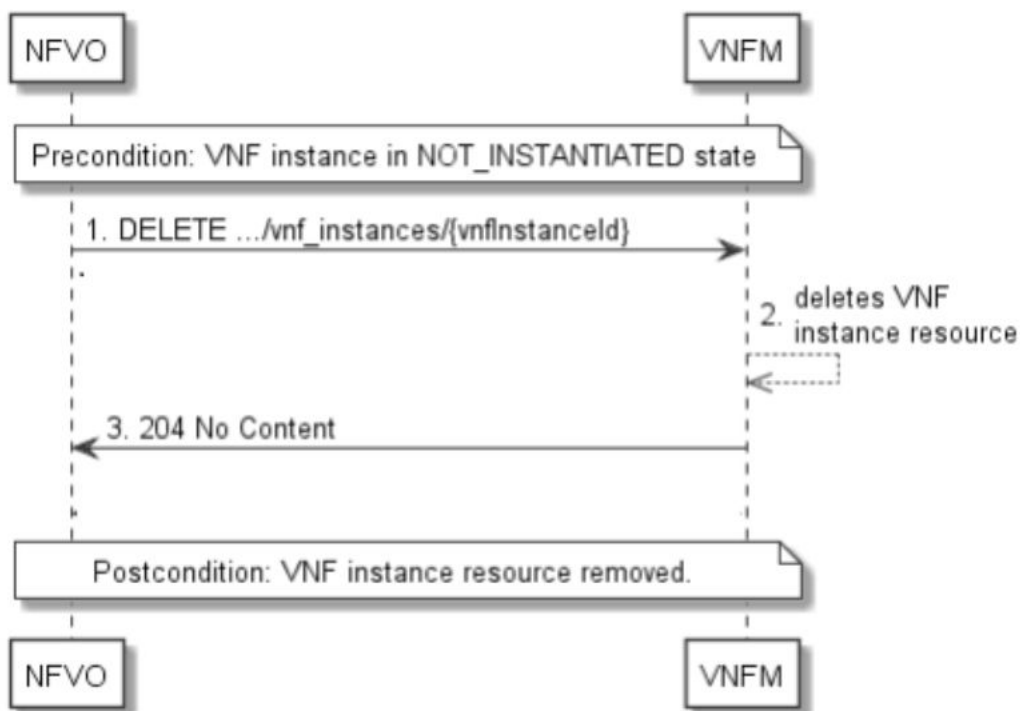 NFVO VNFM
Precondition: VNF instance in NOT_INSTANTIATED state
1. DELETE .../vnf_instances/{vnfInstanceId}
2. deletes VNF
instance resource
3. 204 No Content
Postcondition: VNF instance resource removed.
NFVO VNFM